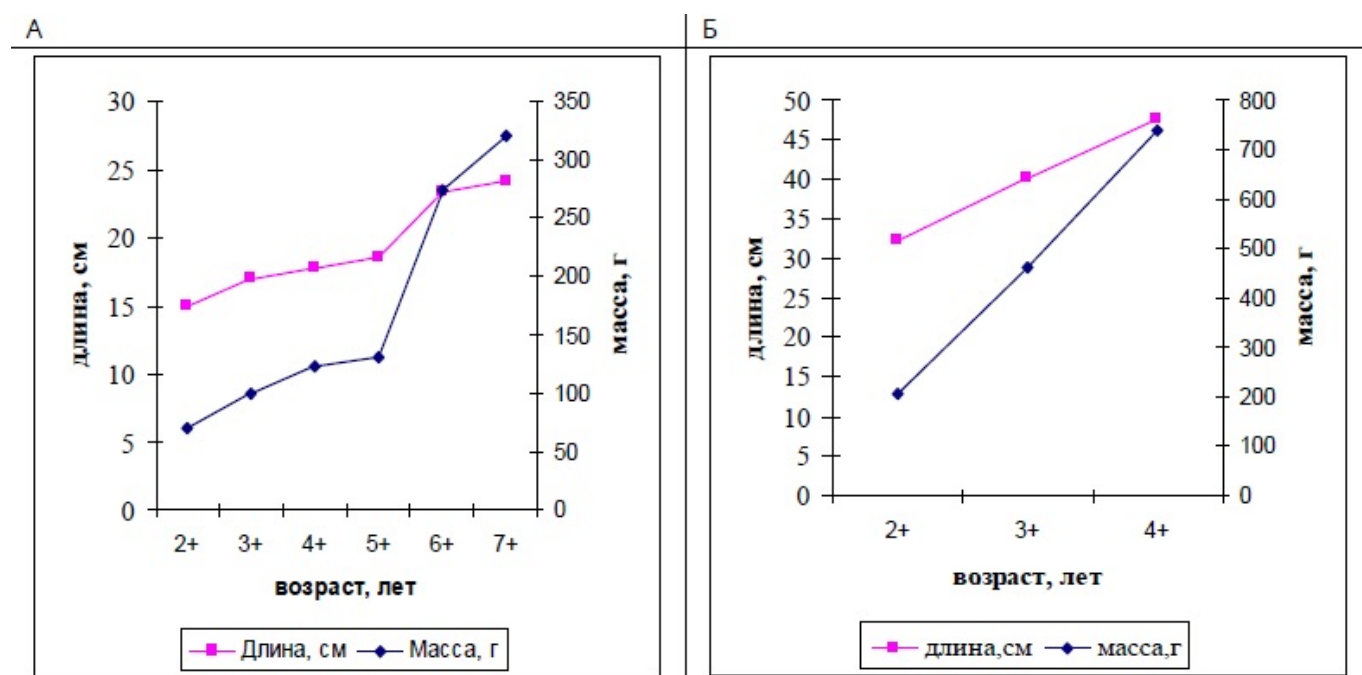 А
Б
30
25
20
15
10
5
0
длина, см
350
300
250
200
150
100
50
0
масса, г
2+ 3+ 4+ 5+ 6+ 7+
возраст, лет
Длина, см Масса, г
50
45
40
35
30
25
20
15
10
5
0
длина, см
800
700
600
500
400
300
200
100
0
масса, г
2+ 3+ 4+
возраст, лет
длина,см масса,г